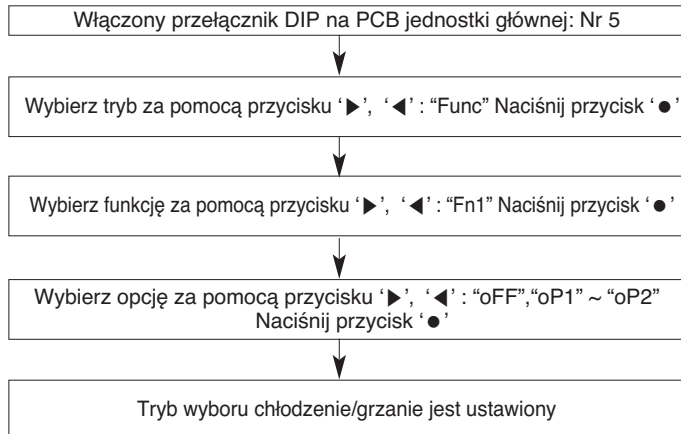 Włączony przełącznik DIP na PCB jednostki głównej: Nr 5
Wybierz tryb za pomocą przycisku ‘▶’, ‘◀’ : “Func” Naciśnij przycisk ‘●’
Wybierz funkcję za pomocą przycisku ‘▶’, ‘◀’ : “Fn1” Naciśnij przycisk ‘●’
Wybierz opcję za pomocą przycisku ‘▶’, ‘◀’ : “oFF”,“oP1” ~ “oP2”
Naciśnij przycisk ‘●’
Tryb wyboru chłodzenie/grzanie jest ustawiony